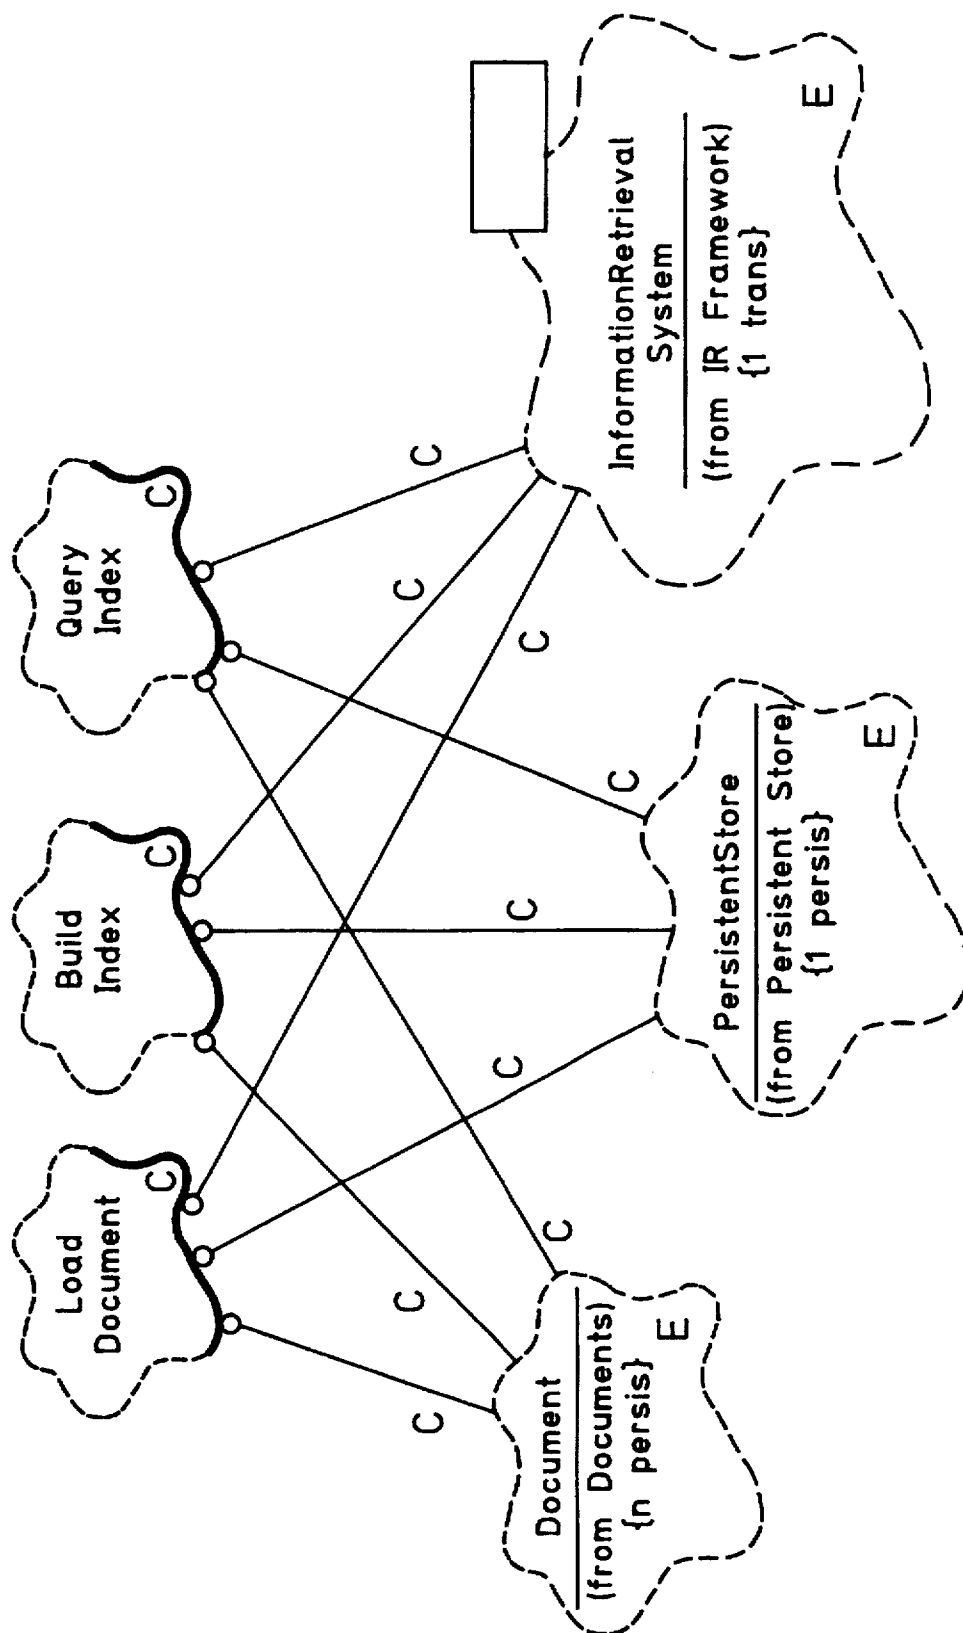 Load
Document
C
Build
Index
C
Query
Index
C
C
C
C
C
C
C
C
C
C
Document
(from Documents)
{n persis}
E
PersistentStore
(from Persistent Store)
{1 persis}
E
InformationRetrieval
System
(from IR Framework)
{1 trans}
E